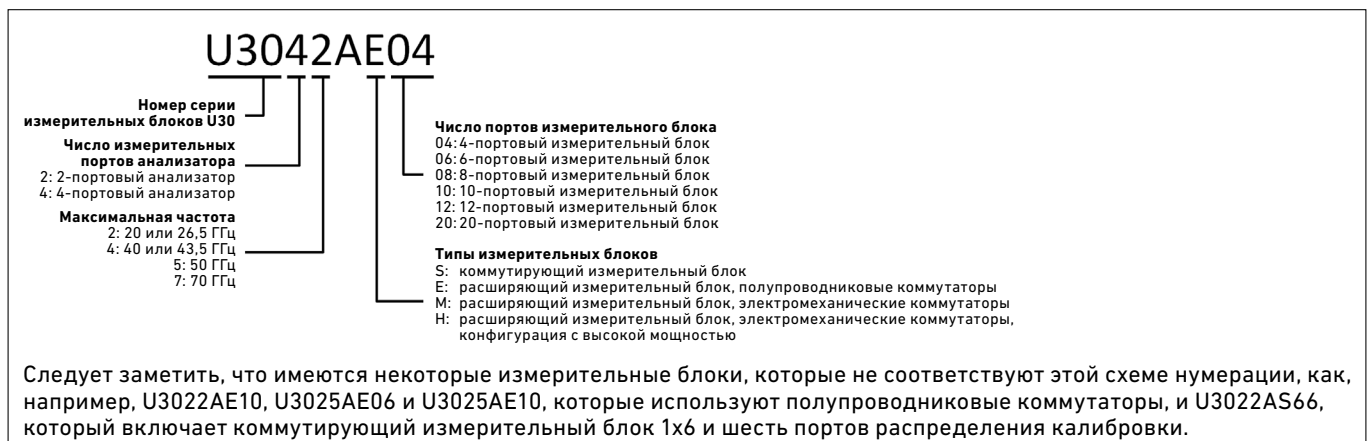 U3042AE04
Номер серии
измерительных блоков U30
Число измерительных
портов анализатора
2: 2-портовый анализатор
4: 4-портовый анализатор
Максимальная частота
2: 20 или 26,5 ГГц
4: 40 или 43,5 ГГц
5: 50 ГГц
7: 70 ГГц
Число портов измерительного блока
04: 4-портовый измерительный блок
06: 6-портовый измерительный блок
08: 8-портовый измерительный блок
10: 10-портовый измерительный блок
12: 12-портовый измерительный блок
20: 20-портовый измерительный блок
Типы измерительных блоков
S: коммутирующий измерительный блок
E: расширяющий измерительный блок, полупроводниковые коммутаторы
M: расширяющий измерительный блок, электромеханические коммутаторы
H: расширяющий измерительный блок, электромеханические коммутаторы,
конфигурация с высокой мощностью
Следует заметить, что имеются некоторые измерительные блоки, которые не соответствуют этой схеме нумерации, как,
например, U3022AE10, U3025AE06 и U3025AE10, которые используют полупроводниковые коммутаторы, и U3022AS66,
который включает коммутирующий измерительный блок 1x6 и шесть портов распределения калибровки.